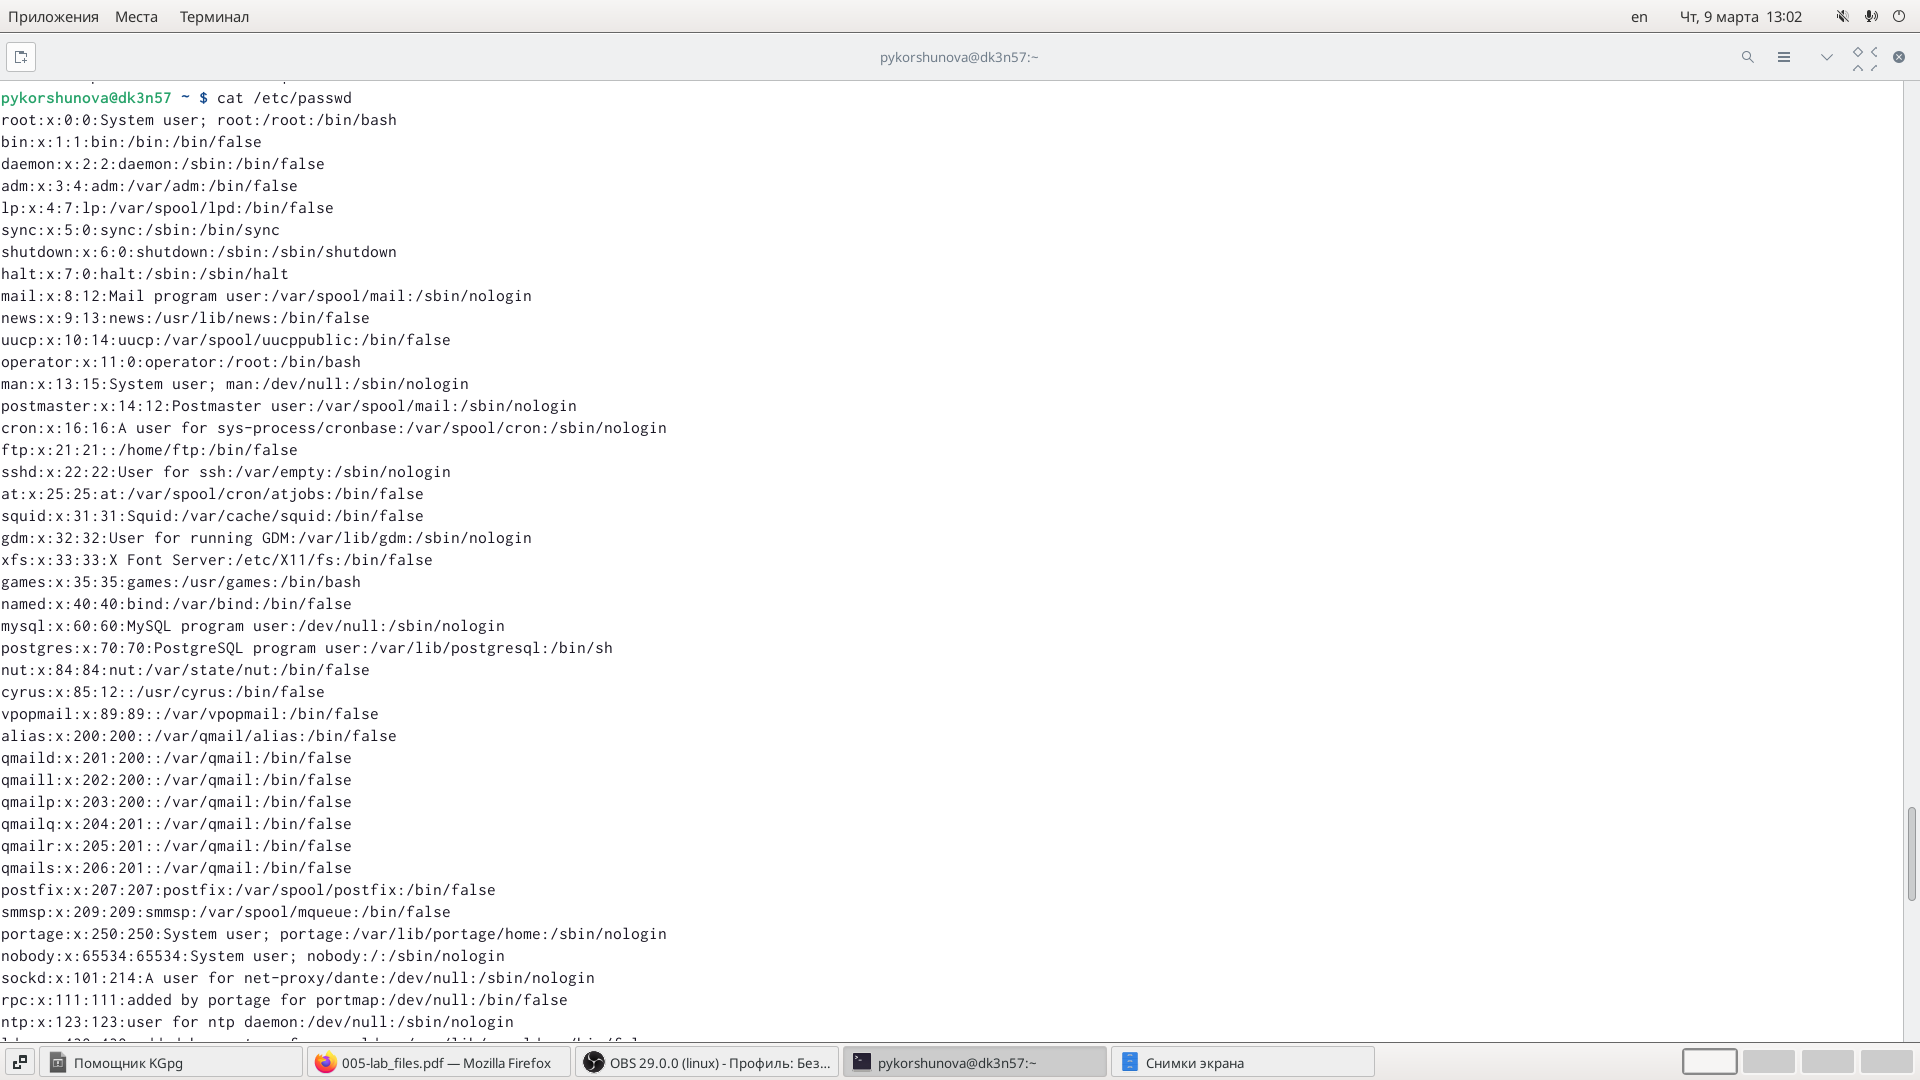 Приложения Места Терминал en Чт, 9 марта 13:02
pykorshunova@dk3n57:~
pykorshunova@dk3n57 ~ $ cat /etc/passwd
root:x:0:0:System user; root:/root:/bin/bash
bin:x:1:1:bin:/bin:/bin/false
daemon:x:2:2:daemon:/sbin:/bin/false
adm:x:3:4:adm:/var/adm:/bin/false
lp:x:4:7:lp:/var/spool/lpd:/bin/false
sync:x:5:0:sync:/sbin:/bin/sync
shutdown:x:6:0:shutdown:/sbin:/sbin/shutdown
halt:x:7:0:halt:/sbin:/sbin/halt
mail:x:8:12:Mail program user:/var/spool/mail:/sbin/nologin
news:x:9:13:news:/usr/lib/news:/bin/false
uucp:x:10:14:uucp:/var/spool/uucppublic:/bin/false
operator:x:11:0:operator:/root:/bin/bash
man:x:13:15:System user; man:/dev/null:/sbin/nologin
postmaster:x:14:12:Postmaster user:/var/spool/mail:/sbin/nologin
cron:x:16:16:A user for sys-process/cronbase:/var/spool/cron:/sbin/nologin
ftp:x:21:21::/home/ftp:/bin/false
sshd:x:22:22:User for ssh:/var/empty:/sbin/nologin
at:x:25:25:at:/var/spool/cron/atjobs:/bin/false
squid:x:31:31:Squid:/var/cache/squid:/bin/false
gdm:x:32:32:User for running GDM:/var/lib/gdm:/sbin/nologin
xfs:x:33:33:X Font Server:/etc/X11/fs:/bin/false
games:x:35:35:games:/usr/games:/bin/bash
named:x:40:40:bind:/var/bind:/bin/false
mysql:x:60:60:MySQL program user:/dev/null:/sbin/nologin
postgres:x:70:70:PostgreSQL program user:/var/lib/postgresql:/bin/sh
nut:x:84:84:nut:/var/state/nut:/bin/false
cyrus:x:85:12::/usr/cyrus:/bin/false
vpopmail:x:89:89::/var/vpopmail:/bin/false
alias:x:200:200::/var/qmail/alias:/bin/false
qmaild:x:201:200::/var/qmail:/bin/false
qmaill:x:202:200::/var/qmail:/bin/false
qmailp:x:203:200::/var/qmail:/bin/false
qmailq:x:204:201::/var/qmail:/bin/false
qmailr:x:205:201::/var/qmail:/bin/false
qmails:x:206:201::/var/qmail:/bin/false
postfix:x:207:207:postfix:/var/spool/postfix:/bin/false
smmsp:x:209:209:smmsp:/var/spool/mqueue:/bin/false
portage:x:250:250:System user; portage:/var/lib/portage/home:/sbin/nologin
nobody:x:65534:65534:System user; nobody:/:/sbin/nologin
sockd:x:101:214:A user for net-proxy/dante:/dev/null:/sbin/nologin
rpc:x:111:111:added by portage for portmap:/dev/null:/bin/false
ntp:x:123:123:user for ntp daemon:/dev/null:/sbin/nologin
Помощник KGpg 005-lab_files.pdf — Mozilla Firefox OBS 29.0.0 (linux) - Профиль: Без... pykorshunova@dk3n57:~ Снимки экрана